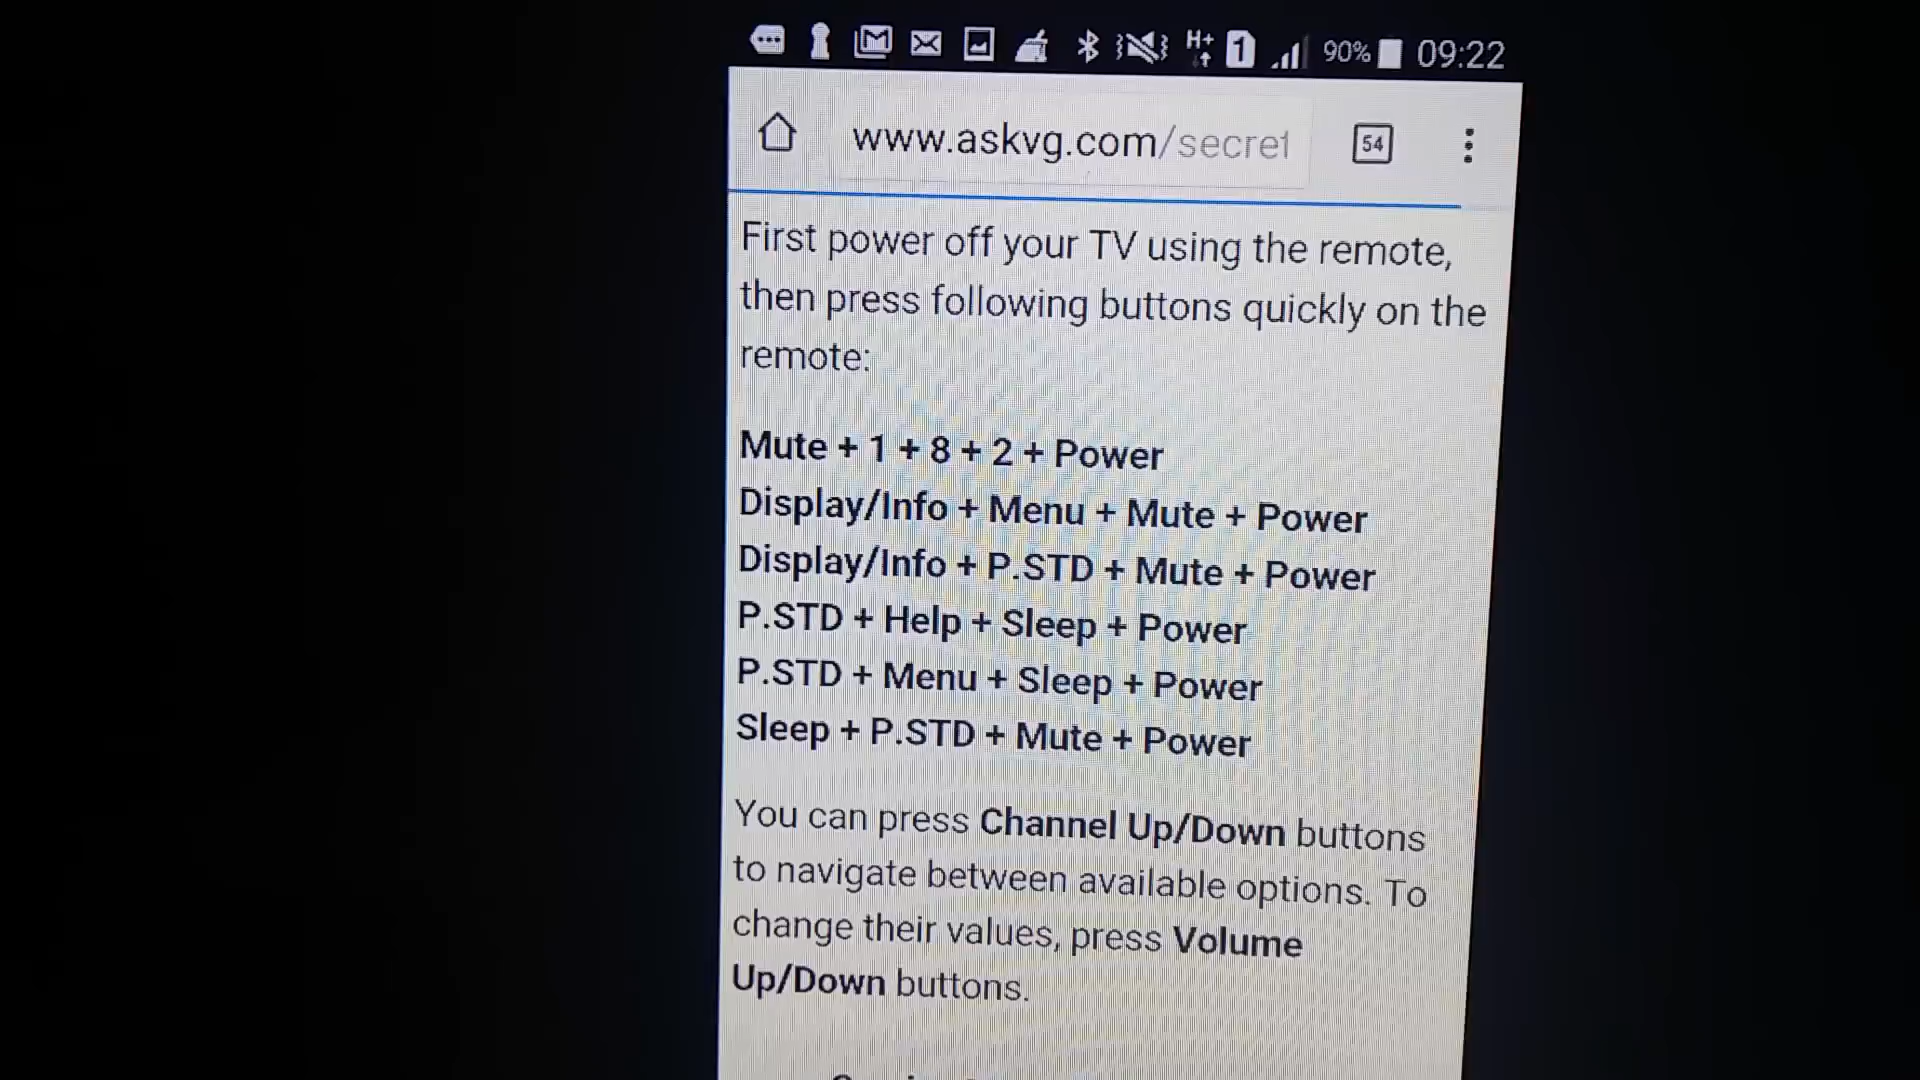 H+ 1 90% 09:22
www.askvg.com/secret 54
First power off your TV using the remote,
then press following buttons quickly on the
remote:
Mute + 1 + 8 + 2 + Power
Display/Info + Menu + Mute + Power
Display/Info + P.STD + Mute + Power
P.STD + Help + Sleep + Power
P.STD + Menu + Sleep + Power
Sleep + P.STD + Mute + Power
You can press Channel Up/Down buttons
to navigate between available options. To
change their values, press Volume
Up/Down buttons.